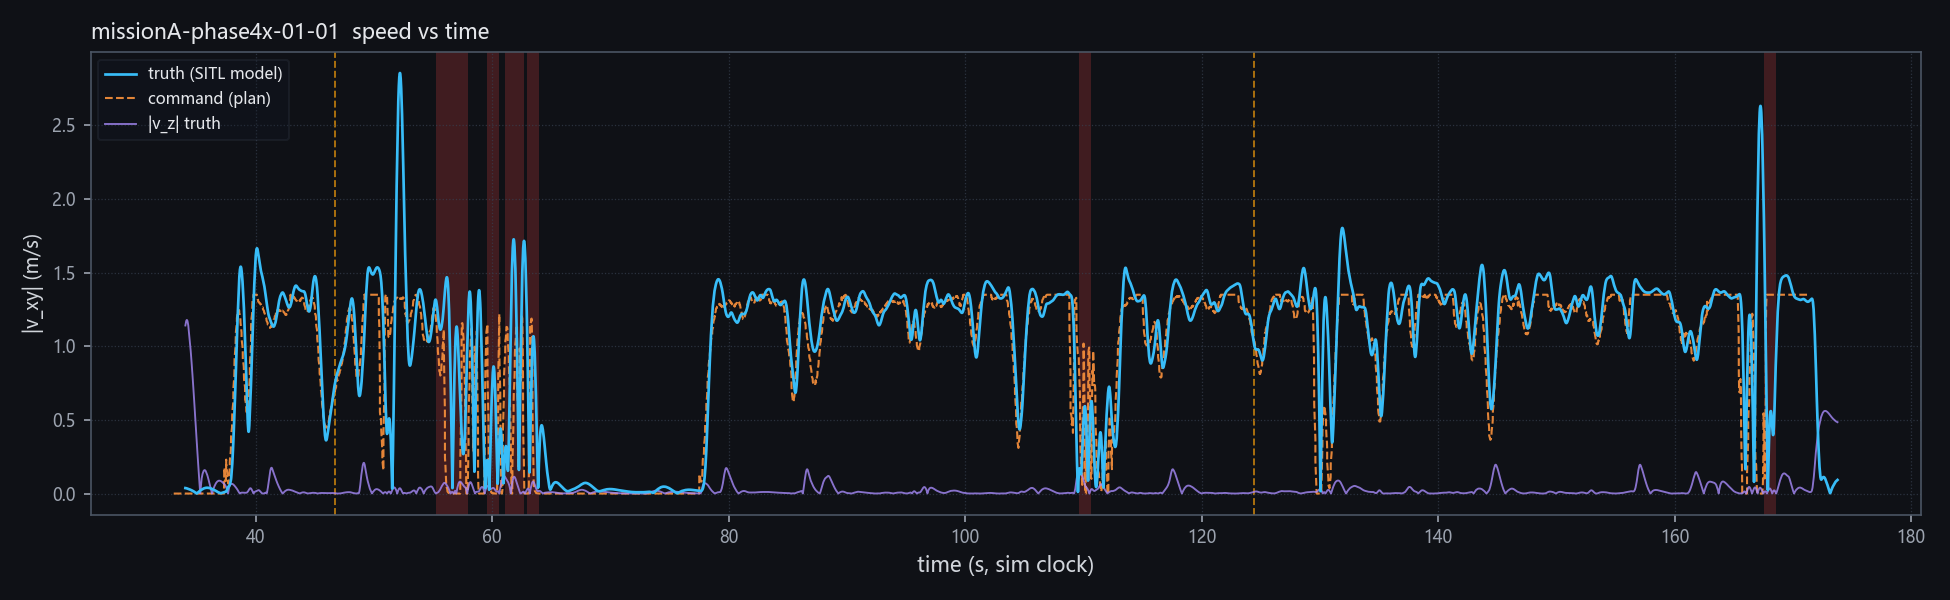 missionA-phase4x-01-01 speed vs time
truth (SITL model)
command (plan)
|v_z| truth
|v_xy| (m/s)
2.5
2.0
1.5
1.0
0.5
0.0
40 60 80 100 120 140 160 180
time (s, sim clock)